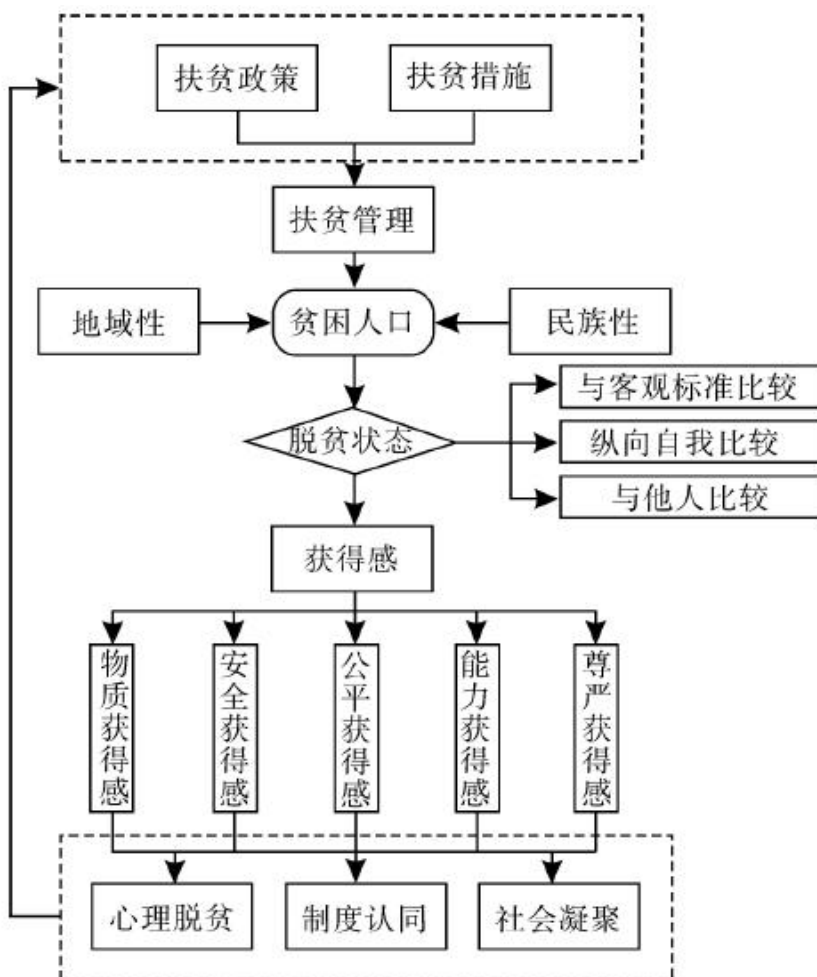 扶贫政策
扶贫措施
扶贫管理
地域性
贫困人口
民族性
与客观标准比较
脱贫状态
纵向自我比较
与他人比较
获得感
物质获得感
安全获得感
公平获得感
能力获得感
尊严获得感
心理脱贫
制度认同
社会凝聚